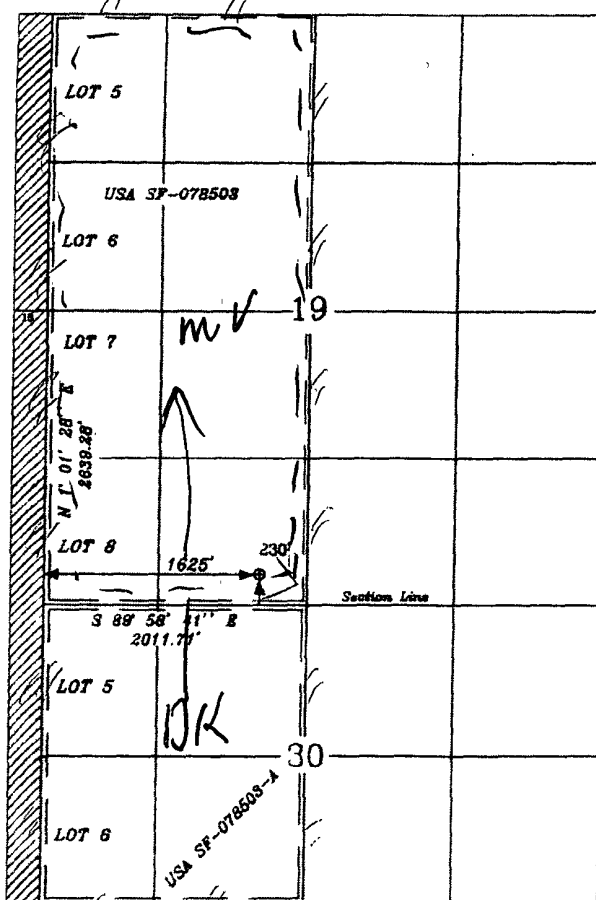 LOT 5
USA SF-078503
LOT 6
19
MV
LOT 7
N 1° 01' 28" E
2639.28'
LOT 8
1625'
230'
Section Line
S 89° 58' 41" E
2011.71'
LOT 5
DK
30
LOT 6
USA SF-078503-A